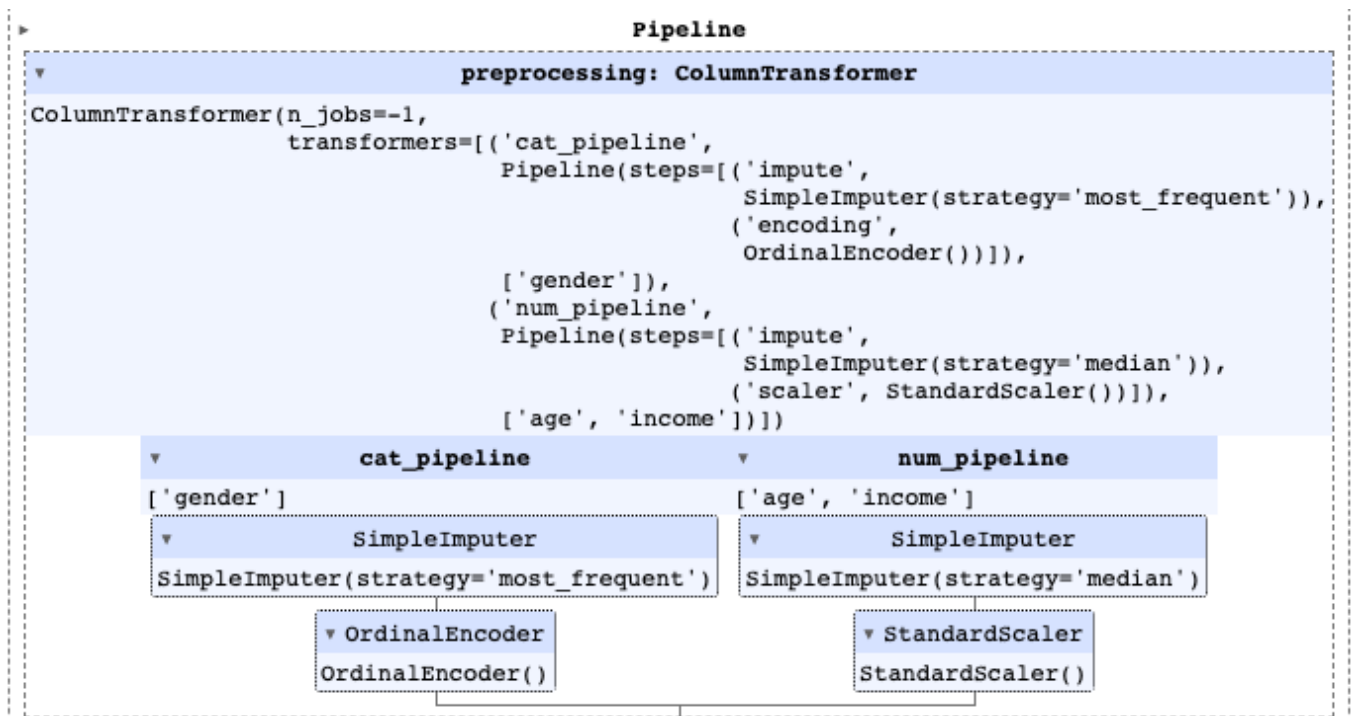 Pipeline
preprocessing: ColumnTransformer
ColumnTransformer(n_jobs=-1,
transformers=[('cat_pipeline',
Pipeline(steps=[('impute',
SimpleImputer(strategy='most_frequent')),
('encoding',
OrdinalEncoder())]),
['gender']),
('num_pipeline',
Pipeline(steps=[('impute',
SimpleImputer(strategy='median')),
('scaler', StandardScaler())]),
['age', 'income'])])
cat_pipeline
['gender']
SimpleImputer
SimpleImputer(strategy='most_frequent')
OrdinalEncoder
OrdinalEncoder()
num_pipeline
['age', 'income']
SimpleImputer
SimpleImputer(strategy='median')
StandardScaler
StandardScaler()